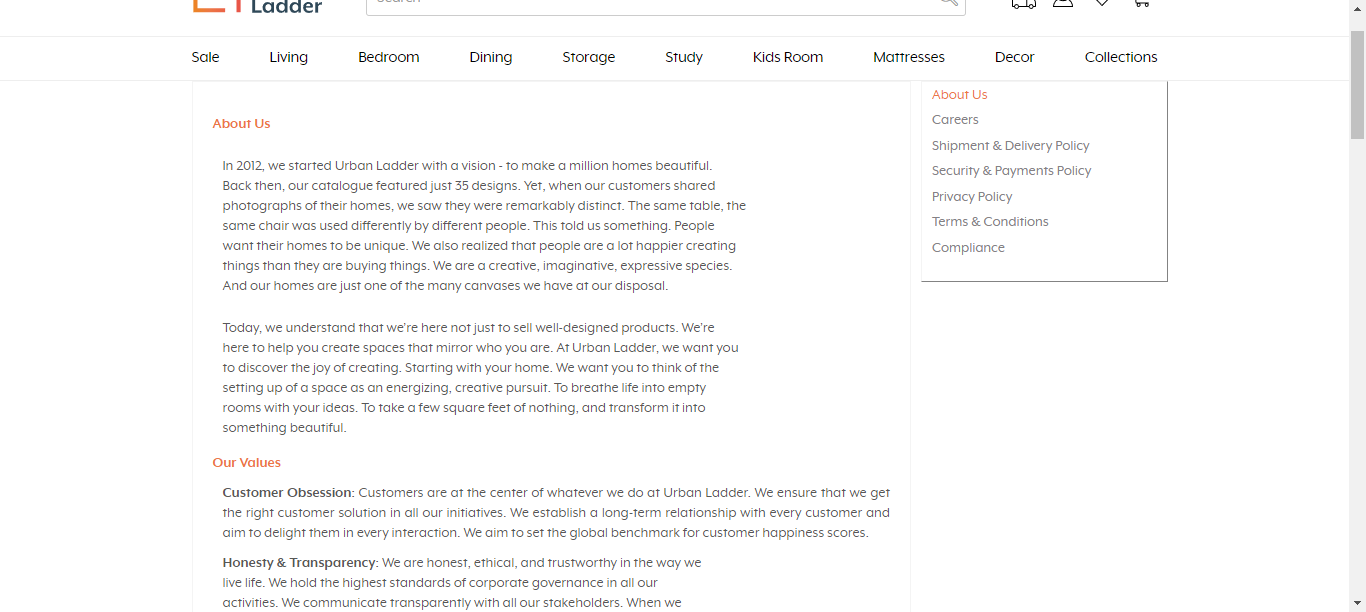 Ladder
Search
Sale Living Bedroom Dining Storage Study Kids Room Mattresses Decor Collections
About Us
In 2012, we started Urban Ladder with a vision - to make a million homes beautiful.
Back then, our catalogue featured just 35 designs. Yet, when our customers shared
photographs of their homes, we saw they were remarkably distinct. The same table, the
same chair was used differently by different people. This told us something. People
want their homes to be unique. We also realized that people are a lot happier creating
things than they are buying things. We are a creative, imaginative, expressive species.
And our homes are just one of the many canvases we have at our disposal.
Today, we understand that we're here not just to sell well-designed products. We're
here to help you create spaces that mirror who you are. At Urban Ladder, we want you
to discover the joy of creating. Starting with your home. We want you to think of the
setting up of a space as an energizing, creative pursuit. To breathe life into empty
rooms with your ideas. To take a few square feet of nothing, and transform it into
something beautiful.
Our Values
Customer Obsession: Customers are at the center of whatever we do at Urban Ladder. We ensure that we get
the right customer solution in all our initiatives. We establish a long-term relationship with every customer and
aim to delight them in every interaction. We aim to set the global benchmark for customer happiness scores.
Honesty & Transparency: We are honest, ethical, and trustworthy in the way we
live life. We hold the highest standards of corporate governance in all our
activities. We communicate transparently with all our stakeholders. When we
About Us
Careers
Shipment & Delivery Policy
Security & Payments Policy
Privacy Policy
Terms & Conditions
Compliance